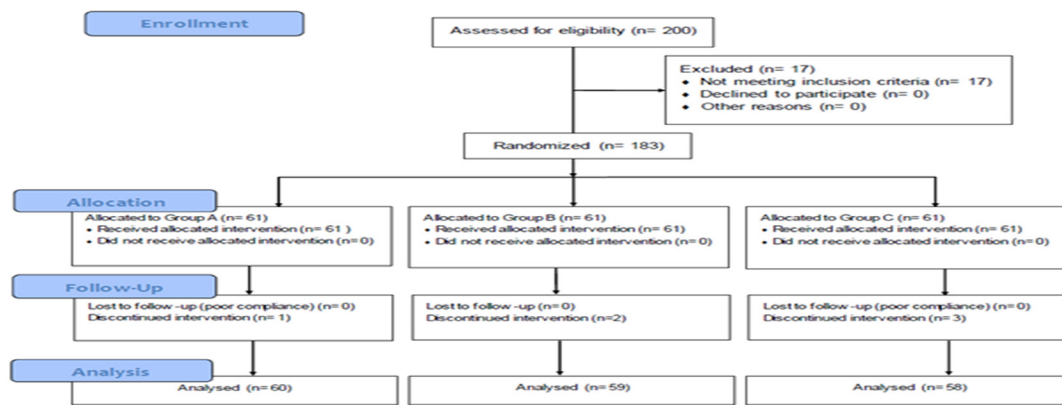 Enrollment
Assessed for eligibility (n= 200)
Excluded (n= 17)
◆ Not meeting inclusion criteria (n= 17)
◆ Declined to participate (n= 0)
◆ Other reasons (n= 0)
Randomized (n= 183)
Allocation
Allocated to Group A (n= 61)
• Received allocated intervention (n= 61 )
• Did not receive allocated intervention (n= 0)
Allocated to Group B (n= 61)
• Received allocated intervention (n= 61)
• Did not receive allocated intervention (n= 0)
Allocated to Group C (n= 61)
• Received allocated intervention (n= 61)
• Did not receive allocated intervention (n= 0)
Follow-Up
Lost to follow -up (poor compliance) (n= 0)
Discontinued intervention (n= 1)
Lost to follow -up (n= 0)
Discontinued intervention (n=2)
Lost to follow -up (poor compliance) (n= 0)
Discontinued intervention (n= 3)
Analysis
Analysed (n= 60)
Analysed (n= 59)
Analysed (n= 58)